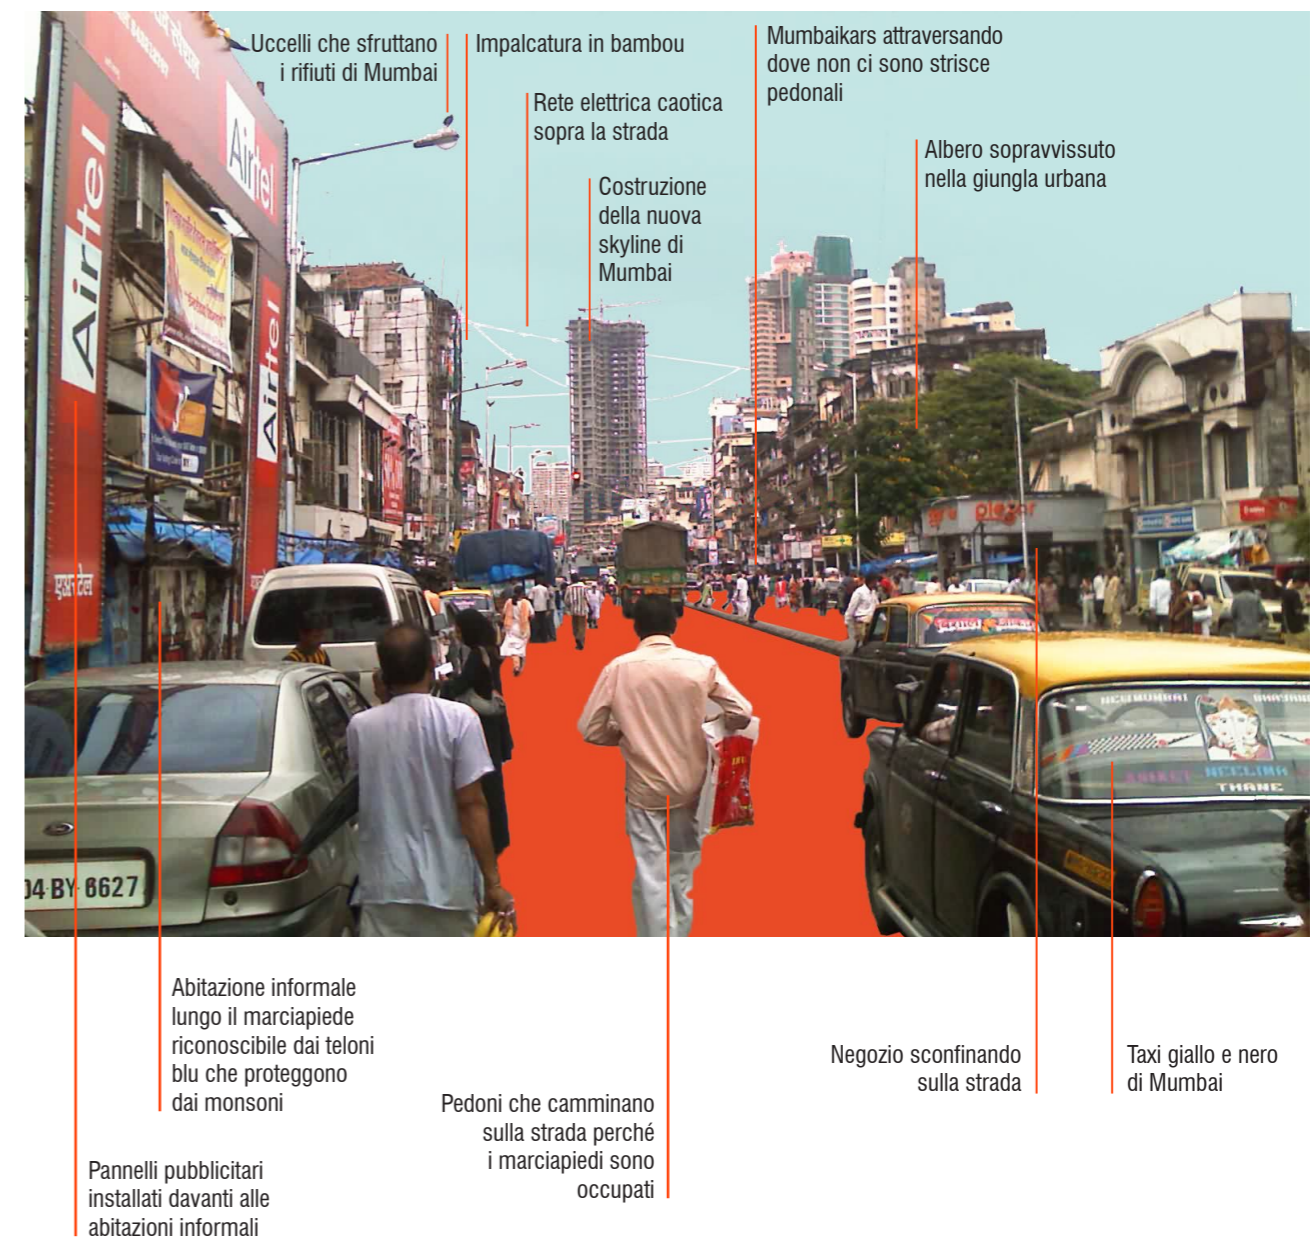 Uccelli che sfruttano
i rifiuti di Mumbai
Impalcatura in bambou
Rete elettrica caotica
sopra la strada
Costruzione
della nuova
skyline di
Mumbai
Mumbaikars attraversando
dove non ci sono strisce
pedonali
Albero sopravvissuto
nella giungla urbana
Airtel
Airtel
Airtel
एअरटेल
04 BY 6627
NEELIMA
THANE
Abitazione informale
lungo il marciapiede
riconoscibile dai teloni
blu che proteggono
dai monsoni
Pannelli pubblicitari
installati davanti alle
abitazioni informali
Pedoni che camminano
sulla strada perché
i marciapiedi sono
occupati
Negozio sconfinando
sulla strada
Taxi giallo e nero
di Mumbai